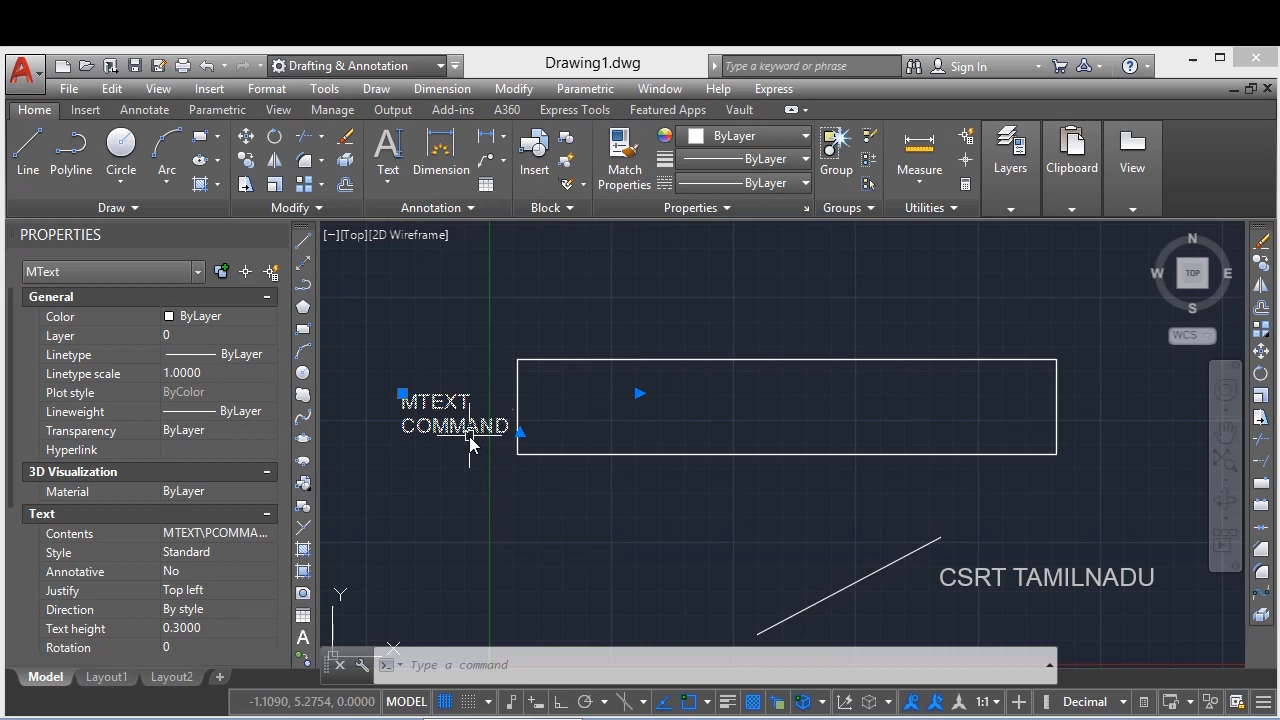 Drafting & Annotation
Drawing1.dwg
Type a keyword or phrase
Sign In
File Edit View Insert Format Tools Draw Dimension Modify Parametric Window Help Express
Home Insert Annotate Parametric View Manage Output Add-ins A360 Express Tools Featured Apps Vault
Line Polyline Circle Arc
Text Dimension
Insert
Match
Properties
ByLayer
ByLayer
ByLayer
Group
Measure
Layers
Clipboard
View
Draw Modify Annotation Block Properties Groups Utilities
PROPERTIES
MText
General
Color ByLayer
Layer 0
Linetype ByLayer
Linetype scale 1.0000
Plot style ByColor
Lineweight ByLayer
Transparency ByLayer
Hyperlink
3D Visualization
Material ByLayer
Text
Contents MTEXT\PCOMMA...
Style Standard
Annotative No
Justify Top left
Direction By style
Text height 0.3000
Rotation 0
[−][Top][2D Wireframe]
N
W TOP E
S
WCS
MTEXT
COMMAND
CSRT TAMILNADU
Y
X
Type a command
Model Layout1 Layout2 +
-1.1090, 5.2754, 0.0000 MODEL 1:1 Decimal